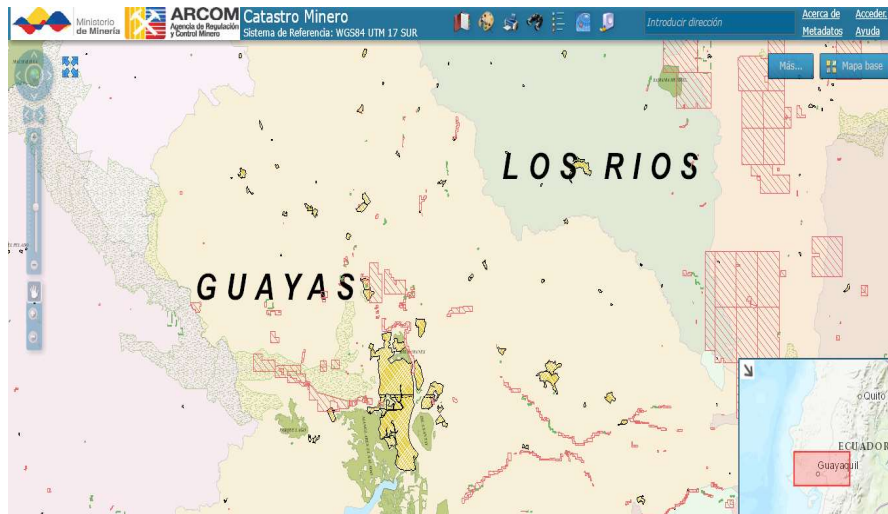 Ministerio
de Minería
ARCOM
Agencia de Regulación
y Control Minero
Catastro Minero
Sistema de Referencia: WGS84 UTM 17 SUR
Introducir dirección
Acerca de
Acceder
Metadatos
Ayuda
Más...
Mapa base
LOS RIOS
GUAYAS
Quito
ECUADOR
Guayaquil